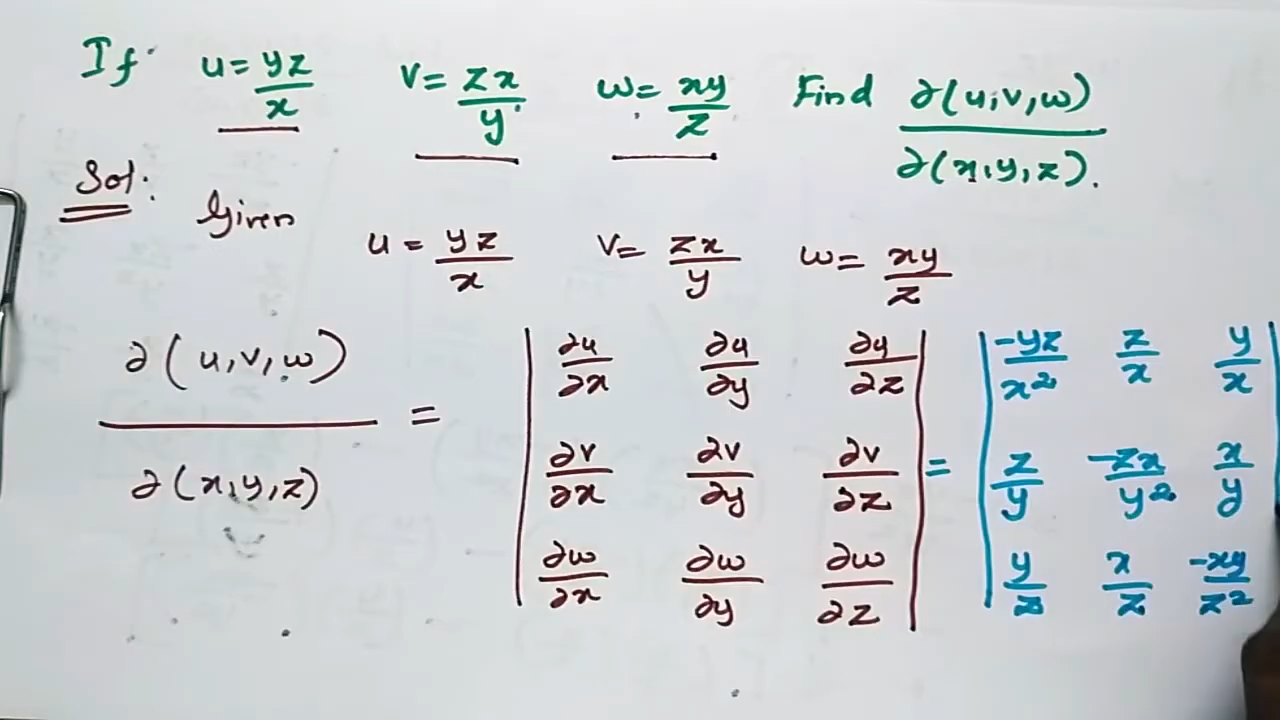 If u = yz/x v = zx/y w = xy/z Find ∂(u,v,w)/∂(x,y,z).
Sol: Given
u = yz/x v = zx/y w = xy/z
∂(u,v,w)/∂(x,y,z) = | ∂u/∂x ∂u/∂y ∂u/∂z | = | -yz/x² z/x y/x |
| ∂v/∂x ∂v/∂y ∂v/∂z | | z/y -zx/y² x/y |
| ∂w/∂x ∂w/∂y ∂w/∂z | | y/z x/z -xy/z² |